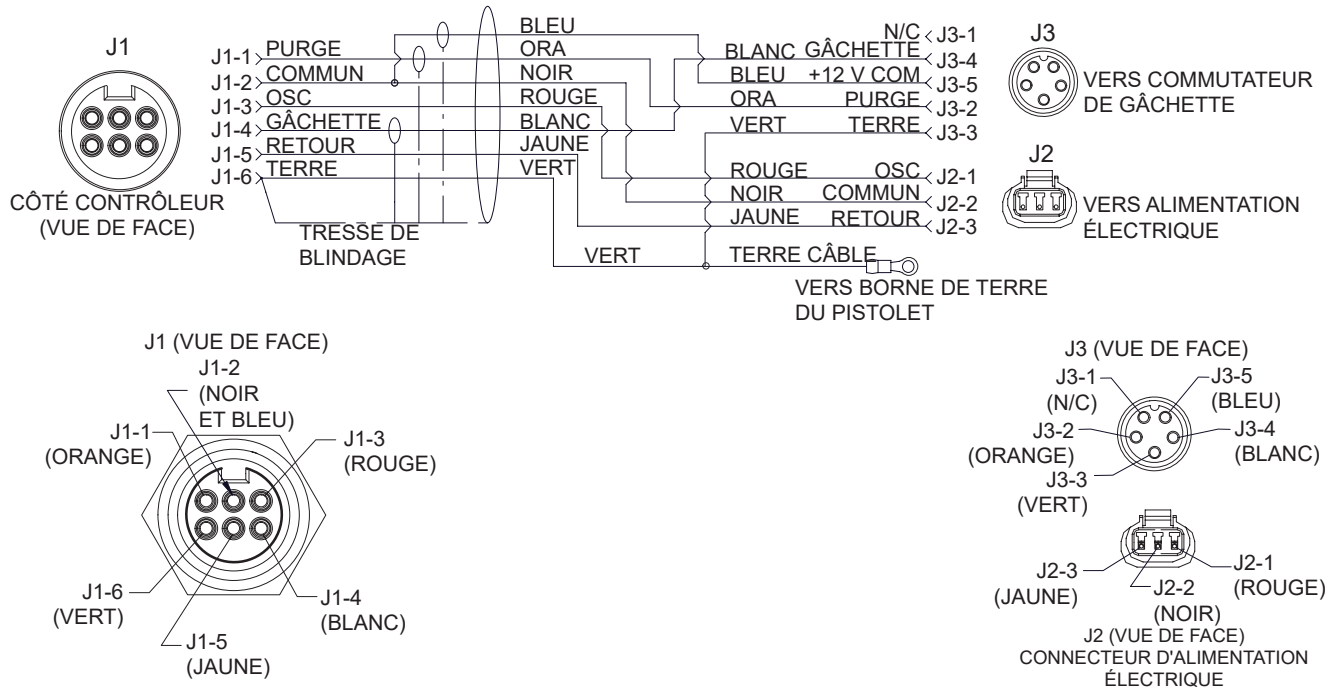 J1
J1-1 PURGE BLEU
J1-2 COMMUN ORA
J1-3 OSC NOIR
J1-4 GÂCHETTE ROUGE
J1-5 RETOUR BLANC
J1-6 TERRE JAUNE
VERT
CÔTÉ CONTRÔLEUR
(VUE DE FACE)
TRESSE DE
BLINDAGE
N/C J3-1
BLANC GÂCHETTE J3-4
BLEU +12 V COM J3-5
ORA PURGE J3-2
VERT TERRE J3-3
ROUGE OSC J2-1
NOIR COMMUN J2-2
JAUNE RETOUR J2-3
VERT TERRE CÂBLE
VERS BORNE DE TERRE
DU PISTOLET
J3
VERS COMMUTATEUR
DE GÂCHETTE
J2
VERS ALIMENTATION
ÉLECTRIQUE
J1 (VUE DE FACE)
J1-2
(NOIR
ET BLEU)
J1-1
(ORANGE)
J1-3
(ROUGE)
J1-6
(VERT)
J1-4
(BLANC)
J1-5
(JAUNE)
J3 (VUE DE FACE)
J3-1
(N/C)
J3-5
(BLEU)
J3-2
(ORANGE)
J3-4
(BLANC)
J3-3
(VERT)
J2-3
(JAUNE)
J2-1
(ROUGE)
J2-2
(NOIR)
J2 (VUE DE FACE)
CONNECTEUR D'ALIMENTATION
ÉLECTRIQUE